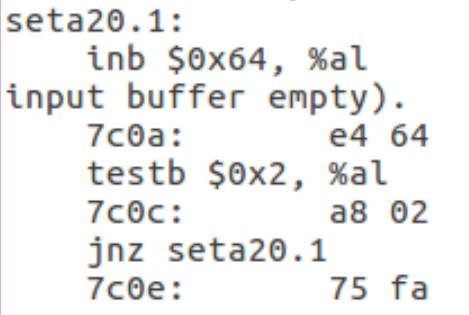 seta20.1:
    inb $0x64, %al
input buffer empty).
    7c0a:       e4 64
    testb $0x2, %al
    7c0c:       a8 02
    jnz seta20.1
    7c0e:       75 fa